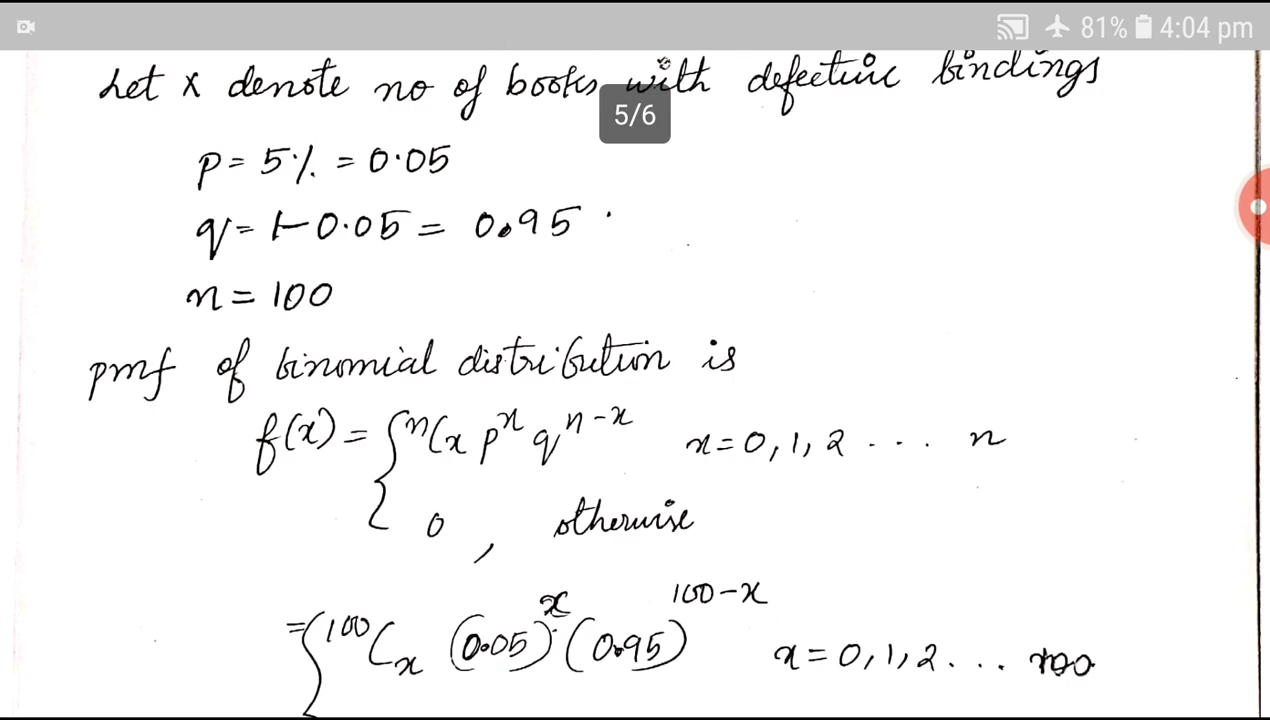 81% 4:04 pm
Let x denote no of books with defective bindings
5/6
p = 5% = 0.05
q = 1-0.05 = 0.95
n = 100
pmf of binomial distribution is
f(x) = { nCx p^x q^n-x x = 0, 1, 2 ... n
0 , otherwise
= { 100Cx (0.05)^x (0.95)^100-x x = 0, 1, 2 ... 100